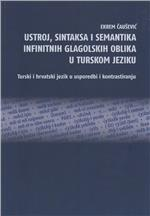 EKREM ČAUŠEVIĆ
USTROJ, SINTAKSA I SEMANTIKA
INFINITNIH GLAGOLSKIH OBLIKA
U TURSKOM JEZIKU
Turski i hrvatski jezik u usporedbi i kontrastiranju